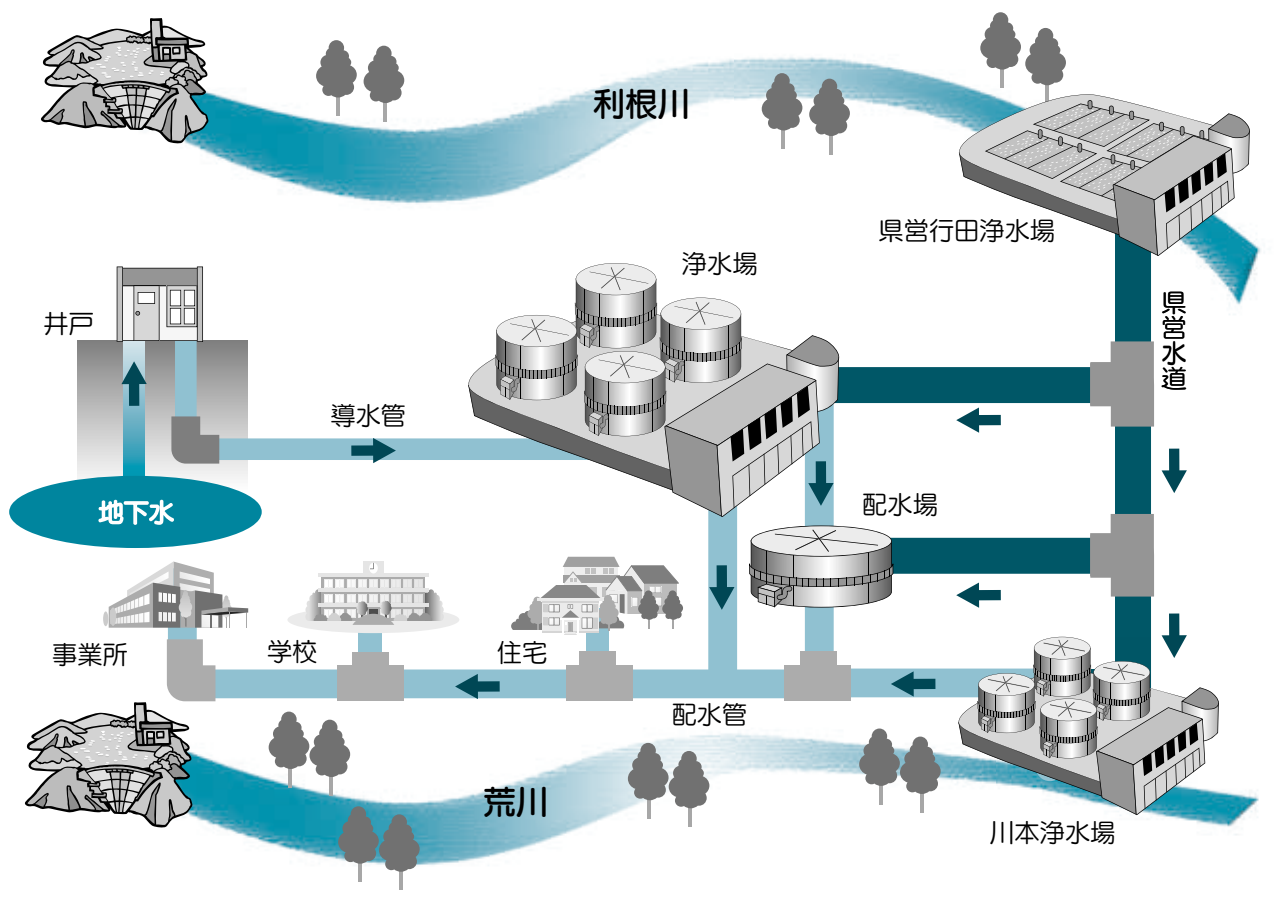 利根川
県営行田浄水場
浄水場
県営水道
井戸
導水管
地下水
配水場
事業所
学校
住宅
配水管
荒川
川本浄水場